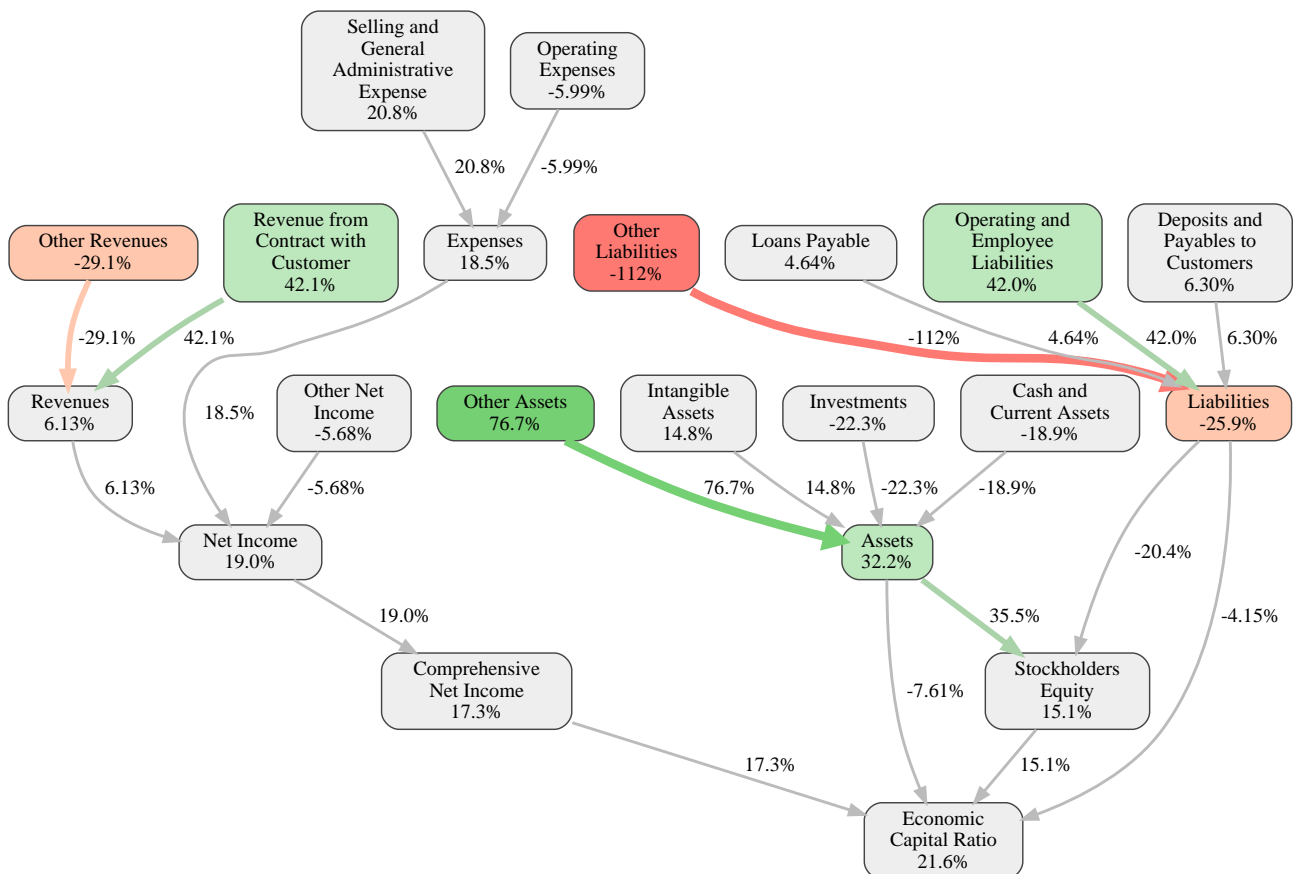 Selling and
General
Administrative
Expense
20.8%
Operating
Expenses
-5.99%
20.8%
-5.99%
Other Revenues
-29.1%
Revenue from
Contract with
Customer
42.1%
Expenses
18.5%
Other
Liabilities
-112%
Loans Payable
4.64%
Operating and
Employee
Liabilities
42.0%
Deposits and
Payables to
Customers
6.30%
-29.1%
42.1%
-112%
4.64%
42.0%
6.30%
Revenues
6.13%
18.5%
Other Net
Income
-5.68%
Other Assets
76.7%
Intangible
Assets
14.8%
Investments
-22.3%
Cash and
Current Assets
-18.9%
Liabilities
-25.9%
6.13%
-5.68%
76.7%
14.8%
-22.3%
-18.9%
Net Income
19.0%
Assets
32.2%
-20.4%
19.0%
35.5%
-4.15%
Comprehensive
Net Income
17.3%
-7.61%
Stockholders
Equity
15.1%
17.3%
15.1%
Economic
Capital Ratio
21.6%